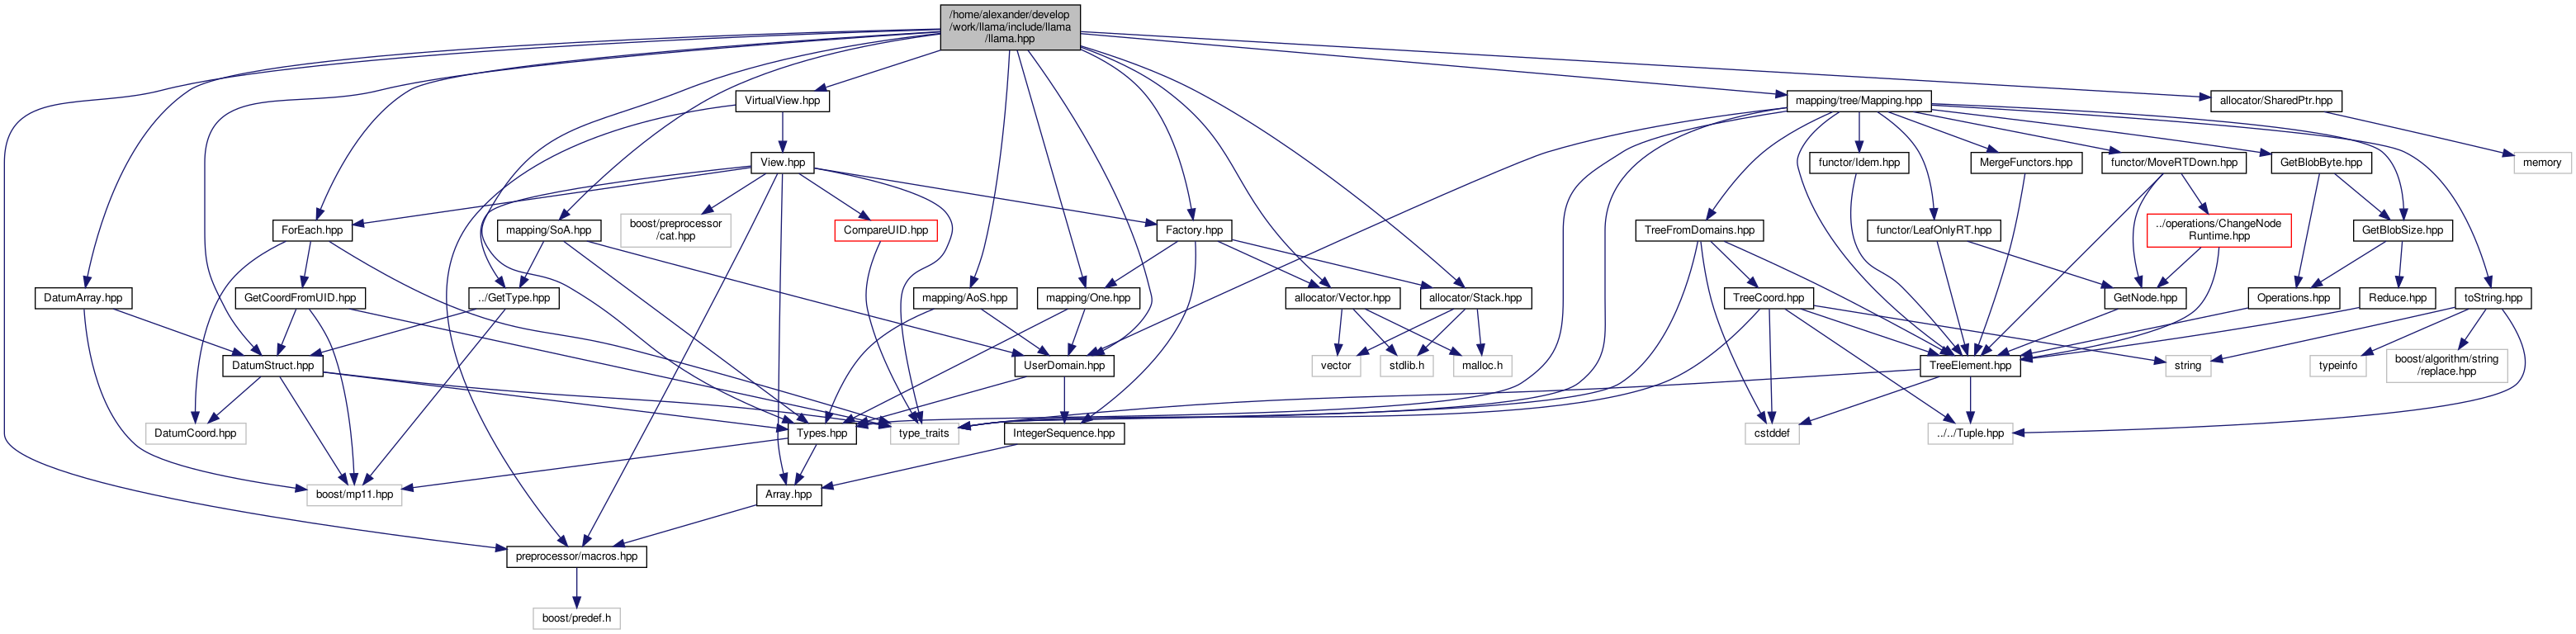 /home/alexander/develop
/work/llama/include/llama
/llama.hpp
VirtualView.hpp
mapping/tree/Mapping.hpp
allocator/SharedPtr.hpp
View.hpp
functor/Idem.hpp
MergeFunctors.hpp
functor/MoveRTDown.hpp
GetBlobByte.hpp
memory
ForEach.hpp
mapping/SoA.hpp
boost/preprocessor
/cat.hpp
CompareUID.hpp
Factory.hpp
TreeFromDomains.hpp
functor/LeafOnlyRT.hpp
../operations/ChangeNode
Runtime.hpp
GetBlobSize.hpp
DatumArray.hpp
GetCoordFromUID.hpp
../GetType.hpp
mapping/AoS.hpp
mapping/One.hpp
allocator/Vector.hpp
allocator/Stack.hpp
TreeCoord.hpp
GetNode.hpp
Operations.hpp
Reduce.hpp
toString.hpp
DatumStruct.hpp
UserDomain.hpp
vector
stdlib.h
malloc.h
TreeElement.hpp
string
typeinfo
boost/algorithm/string
/replace.hpp
DatumCoord.hpp
Types.hpp
type_traits
IntegerSequence.hpp
cstddef
../../Tuple.hpp
boost/mp11.hpp
Array.hpp
preprocessor/macros.hpp
boost/predef.h